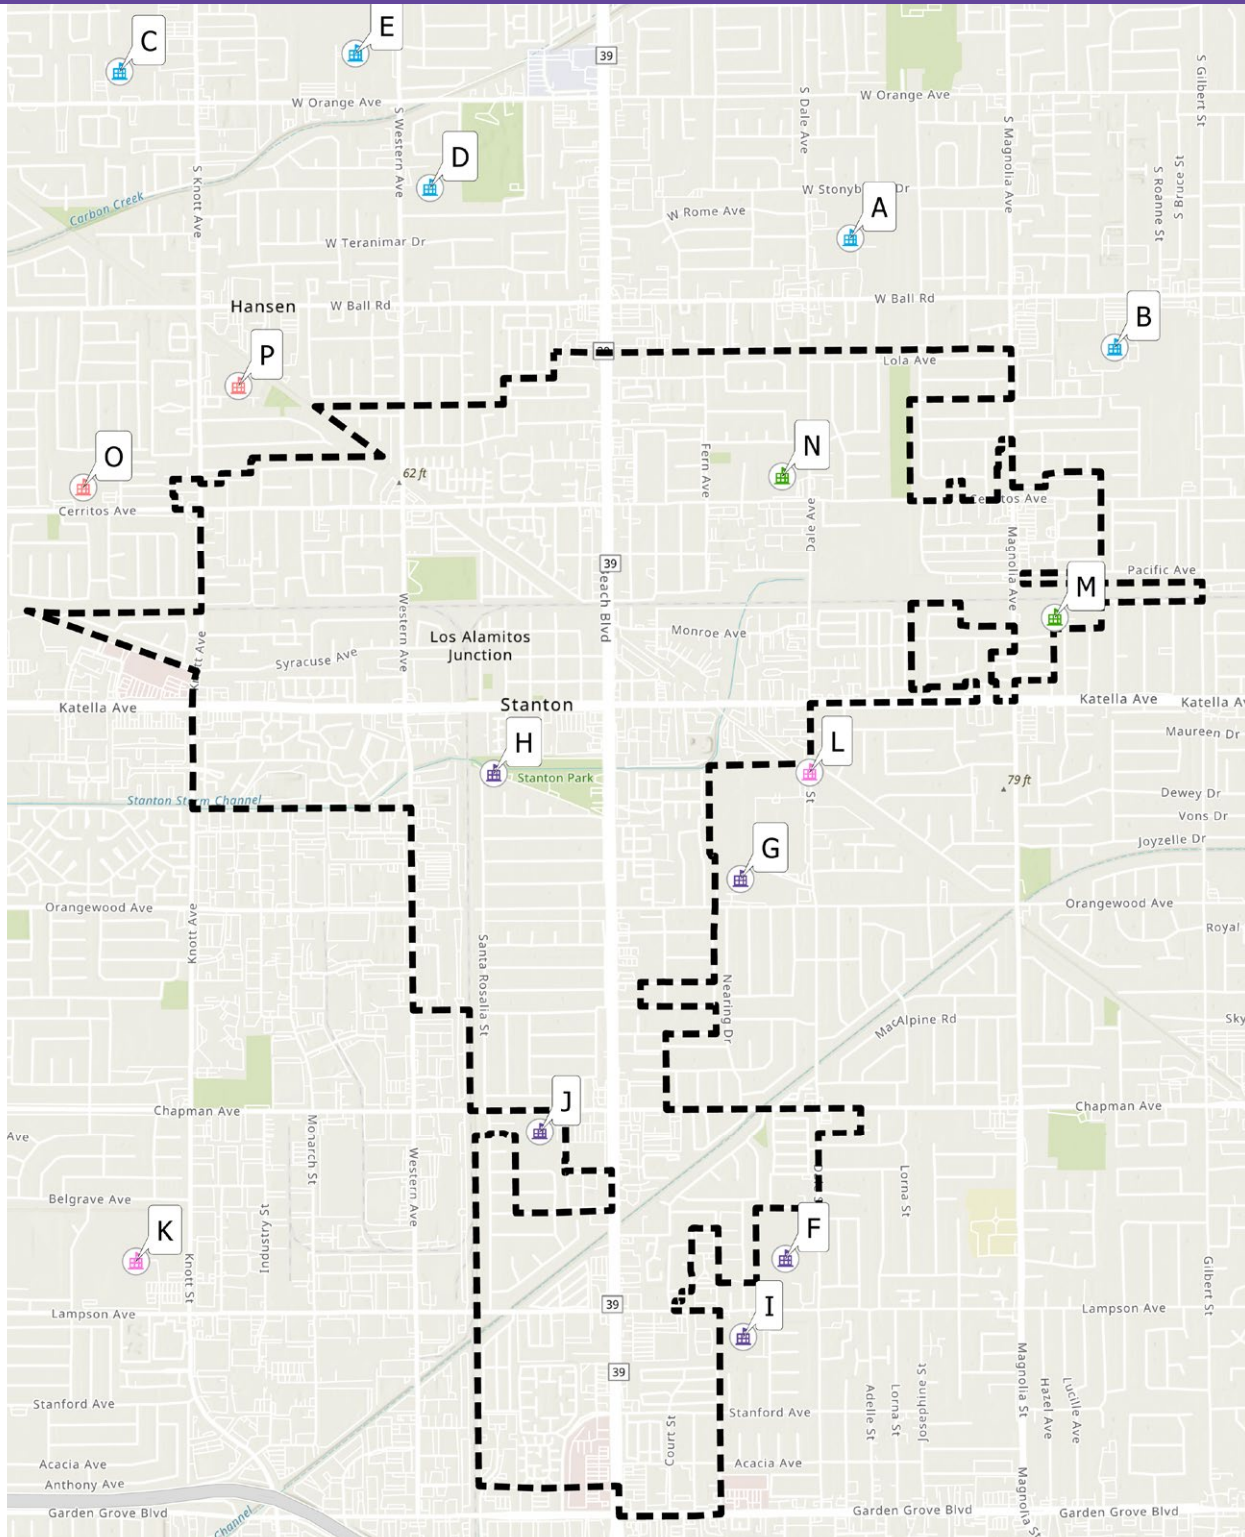 E
C
39
S Gilbert St
W Orange Ave
W Orange Ave
S Dale Ave
S Western Ave
S Magnolia Ave
D
S Knott Ave
S Bruce St
S Roanne St
Carbon Creek
A
W Rome Ave
W Teranimar Dr
Hansen
W Ball Rd
W Ball Rd
B
P
Lola Ave
N
O
Fern Ave
62 ft
Cerritos Ave
Dale Ave
Magnolia Ave
39
Pacific Ave
M
Beach Blvd
Western Ave
Monroe Ave
Los Alamitos
Junction
Syracuse Ave
Knott Ave
Stanton
Katella Ave
Katella Ave
H
L
Maureen Dr
Stanton Park
79 ft
St
Dewey Dr
Stanton Storm Channel
Vons Dr
Joyzelle Dr
G
Orangewood Ave
Orangewood Ave
Knott Ave
Royal
Santa Rosalia St
Nearing Dr
MacAlpine Rd
Sky
J
Chapman Ave
Chapman Ave
Ave
Monarch St
Western Ave
Lorna St
Belgrave Ave
K
Industry St
F
Knott St
Gilbert St
I
39
Lampson Ave
Lampson Ave
39
Magnolia St
Hazel Ave
Lucille Ave
Josephine St
Lorna St
Adelle St
Stanford Ave
Stanford Ave
Court St
Acacia Ave
Acacia Ave
Anthony Ave
Magnolia St
Garden Grove Blvd
Garden Grove Blvd
Garden Grove Blvd
Channel